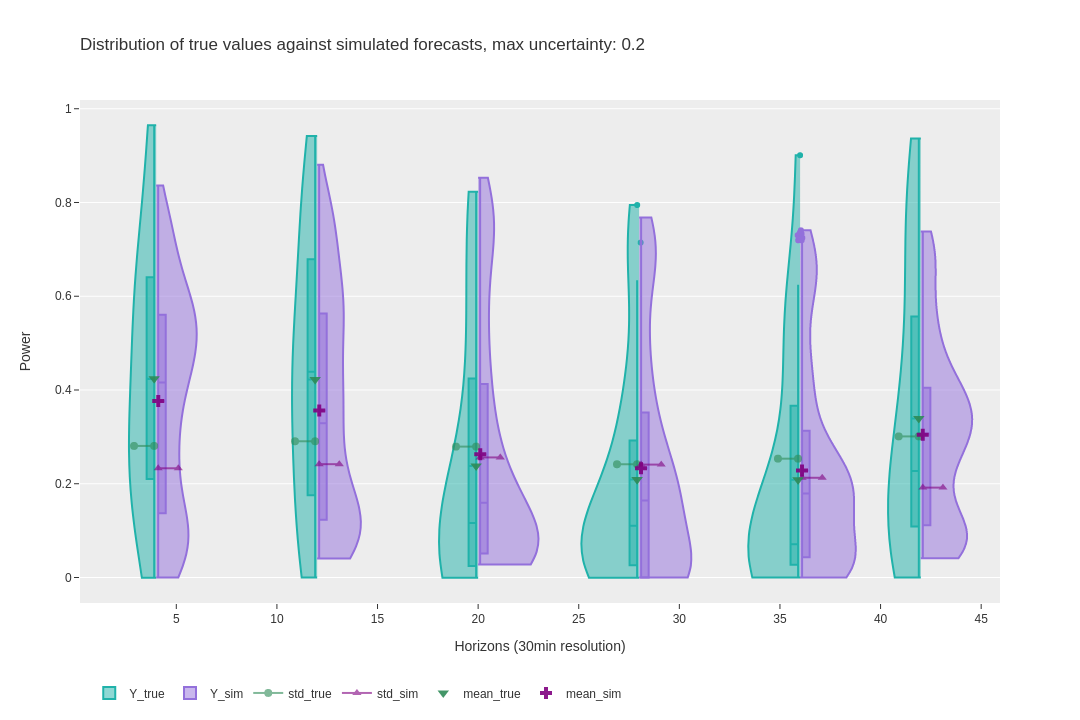 Distribution of true values against simulated forecasts, max uncertainty: 0.2
1
0.8
0.6
0.4
0.2
0
Power
5 10 15 20 25 30 35 40 45
Horizons (30min resolution)
Y_true Y_sim std_true std_sim mean_true mean_sim